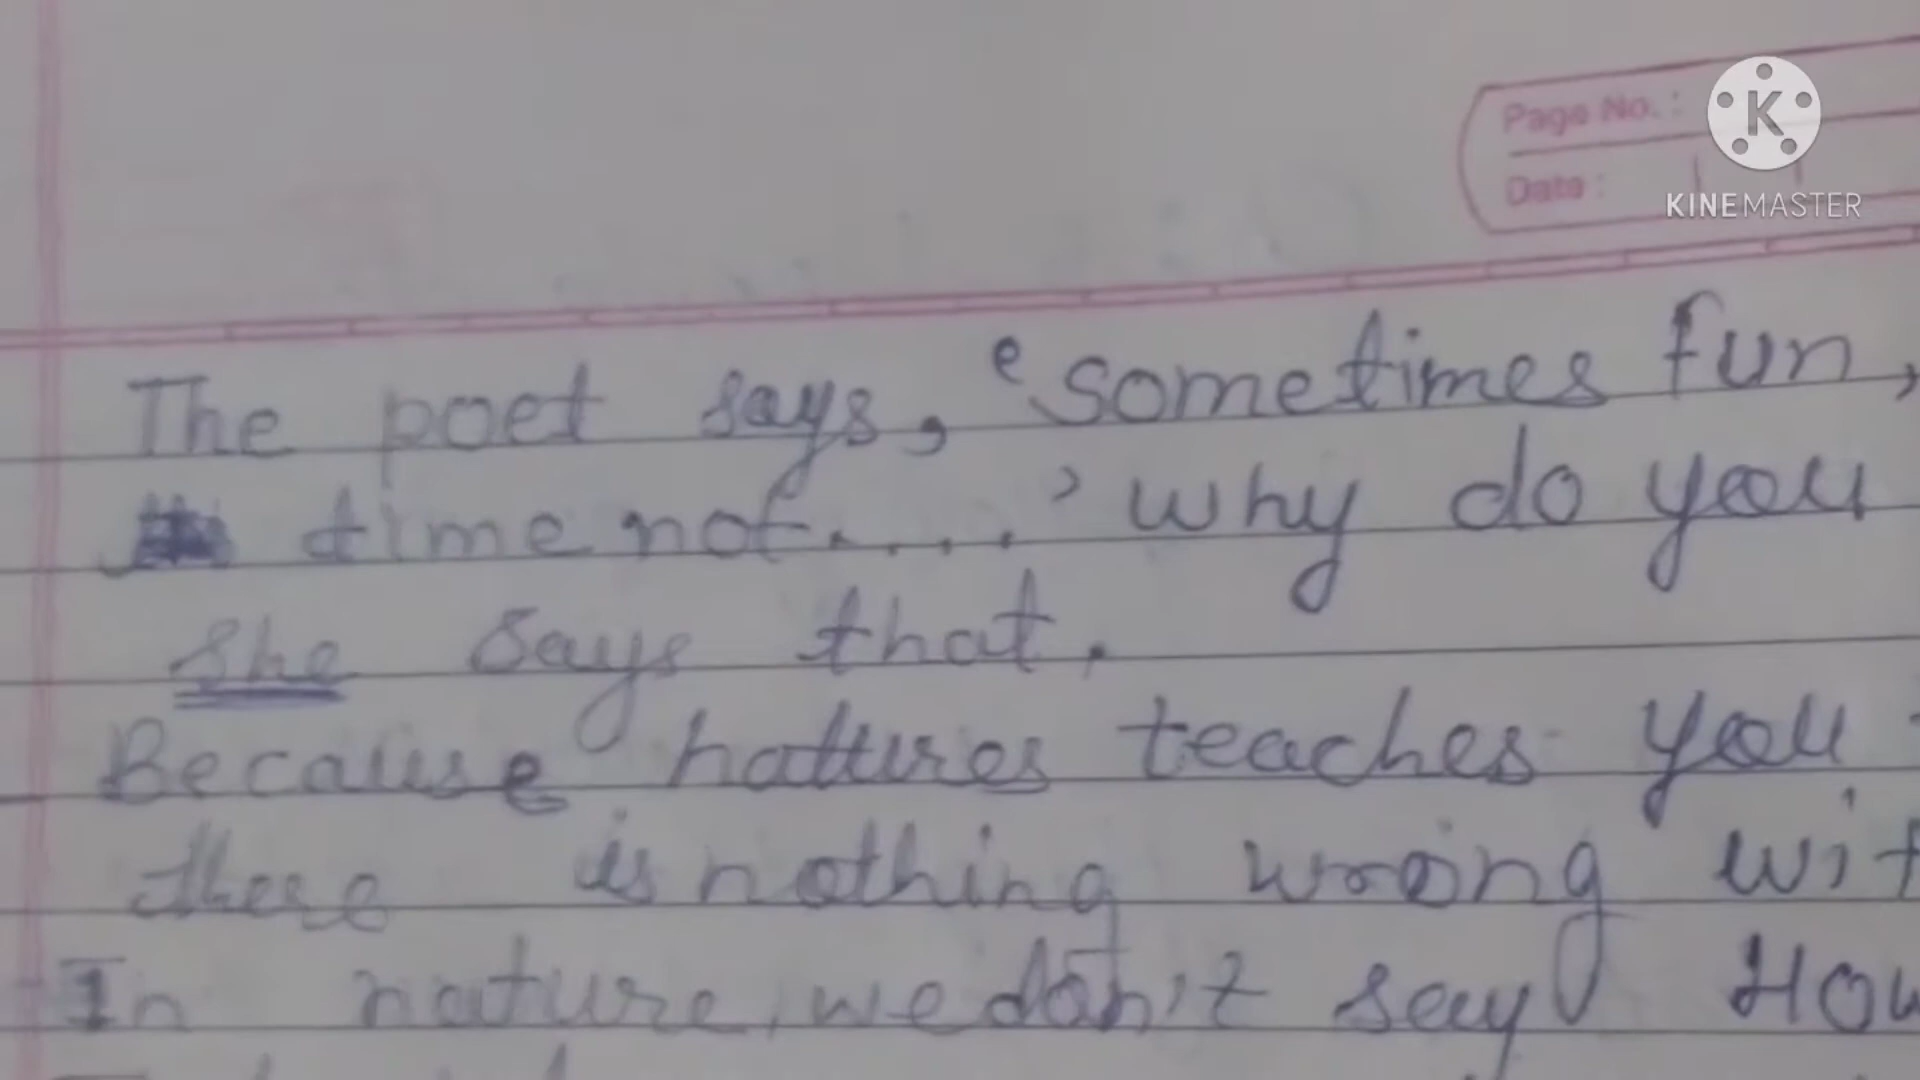 Page No. :
Date :
K
KINEMASTER
The poet says, 'sometimes fun,
time not..... ' why do you
she says that.
Because natures teaches you
there is nothing wrong wit
In nature, we don't say How